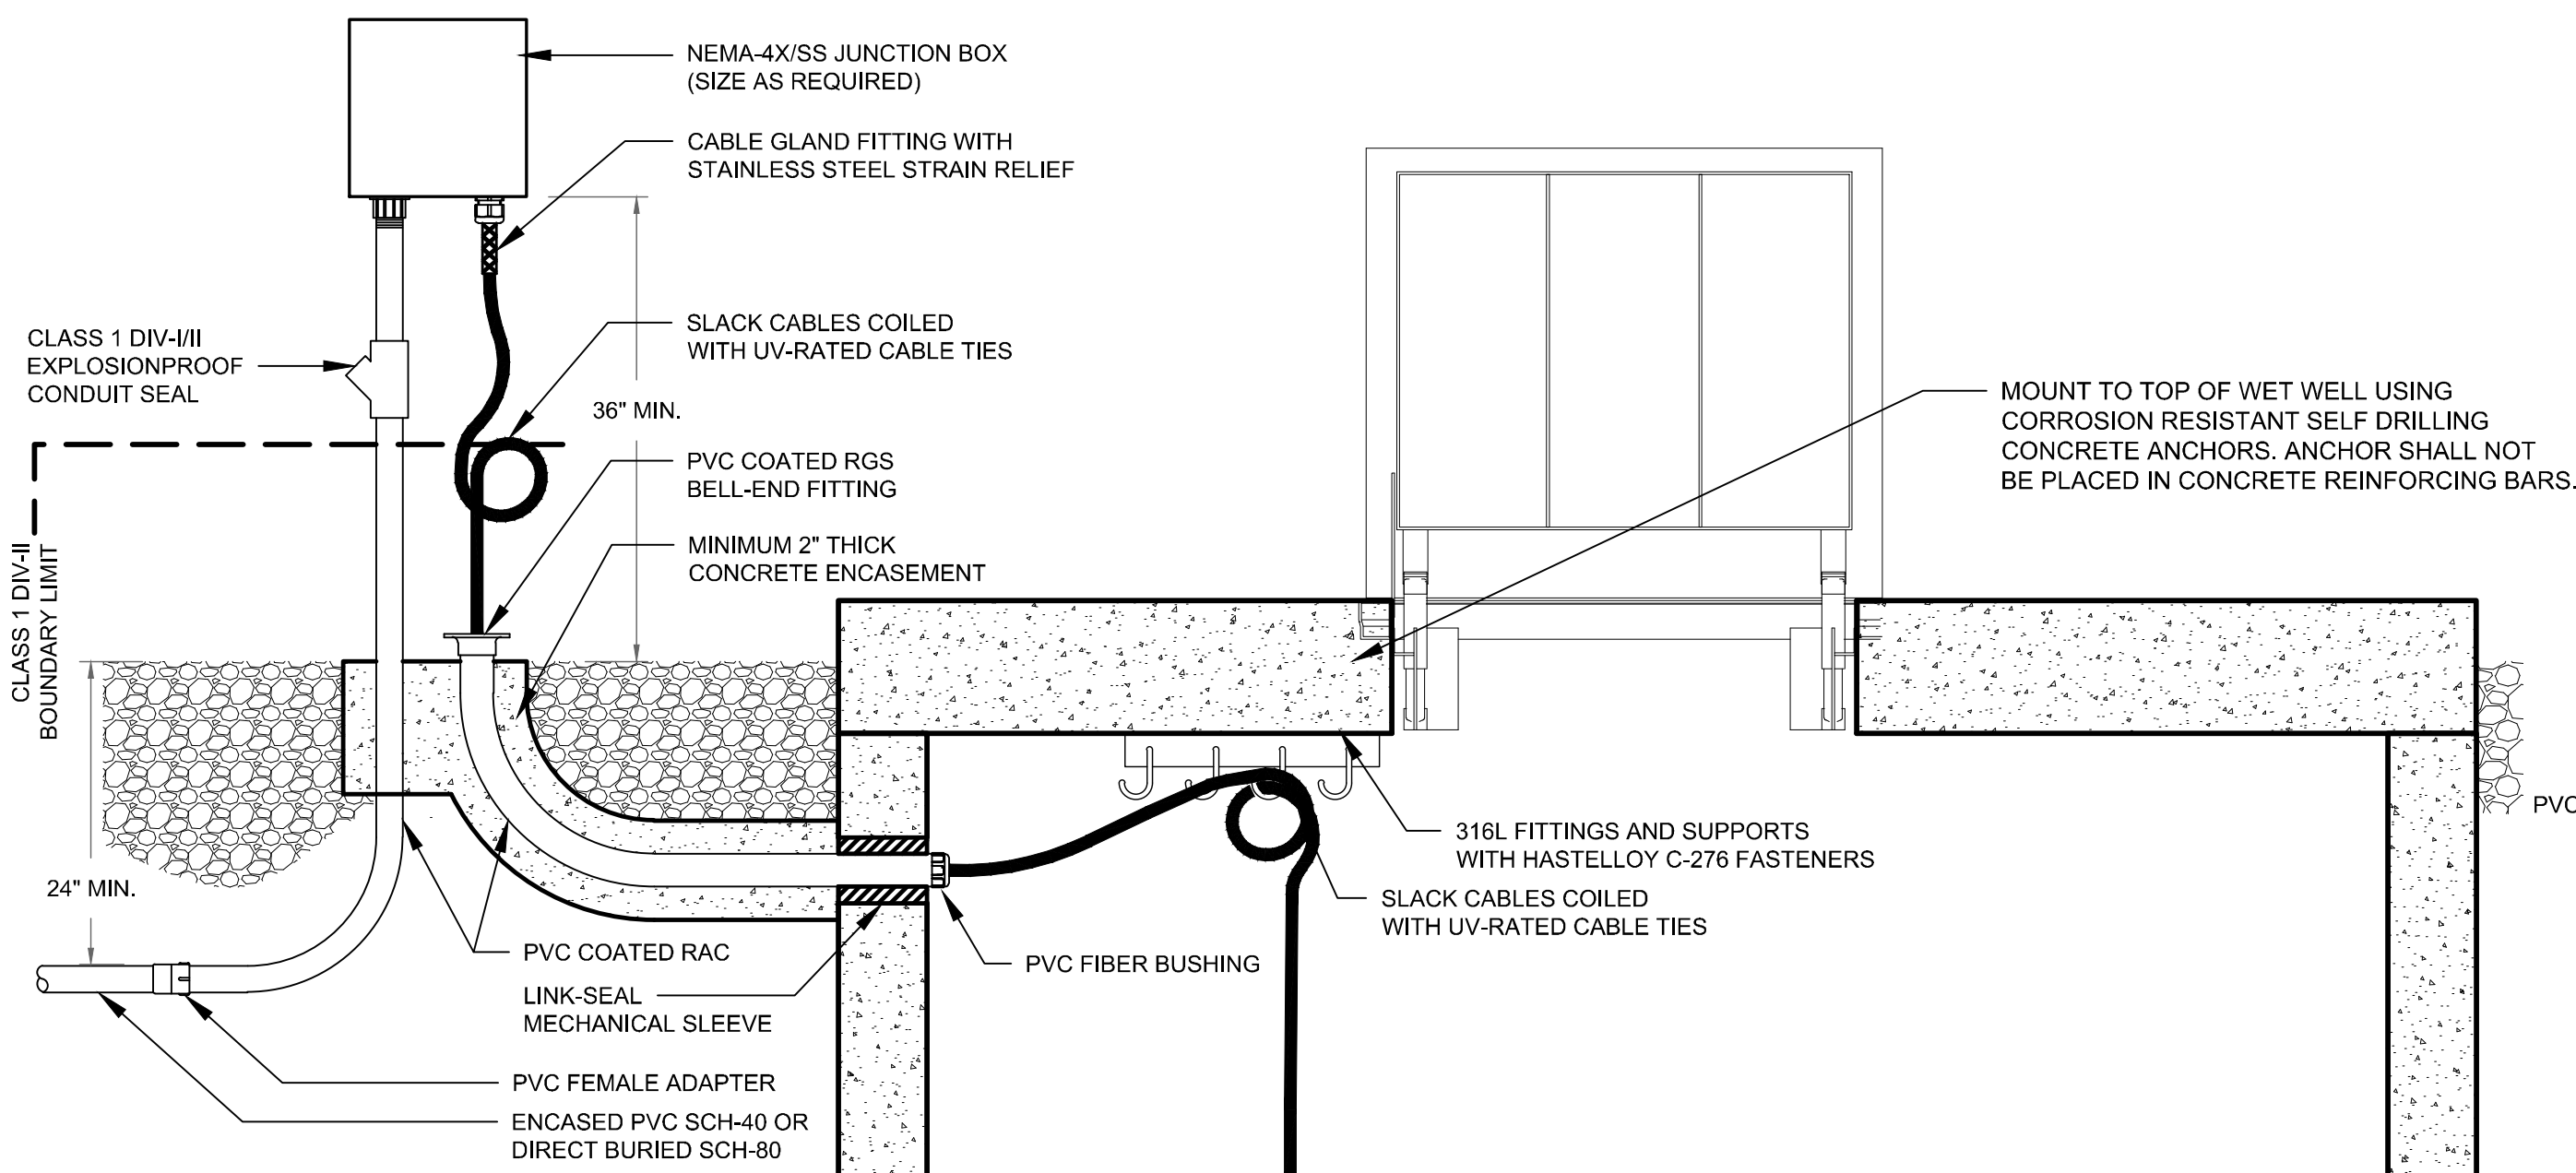 NEMA-4X/SS JUNCTION BOX
(SIZE AS REQUIRED)
CABLE GLAND FITTING WITH
STAINLESS STEEL STRAIN RELIEF
SLACK CABLES COILED
WITH UV-RATED CABLE TIES
CLASS 1 DIV-I/II
EXPLOSIONPROOF
CONDUIT SEAL
36" MIN.
MOUNT TO TOP OF WET WELL USING
CORROSION RESISTANT SELF DRILLING
CONCRETE ANCHORS. ANCHOR SHALL NOT
BE PLACED IN CONCRETE REINFORCING BARS.
PVC COATED RGS
BELL-END FITTING
MINIMUM 2" THICK
CONCRETE ENCASEMENT
CLASS 1 DIV-II
BOUNDARY LIMIT
24" MIN.
PVC
316L FITTINGS AND SUPPORTS
WITH HASTELLOY C-276 FASTENERS
SLACK CABLES COILED
WITH UV-RATED CABLE TIES
PVC COATED RAC
PVC FIBER BUSHING
LINK-SEAL
MECHANICAL SLEEVE
PVC FEMALE ADAPTER
ENCASED PVC SCH-40 OR
DIRECT BURIED SCH-80